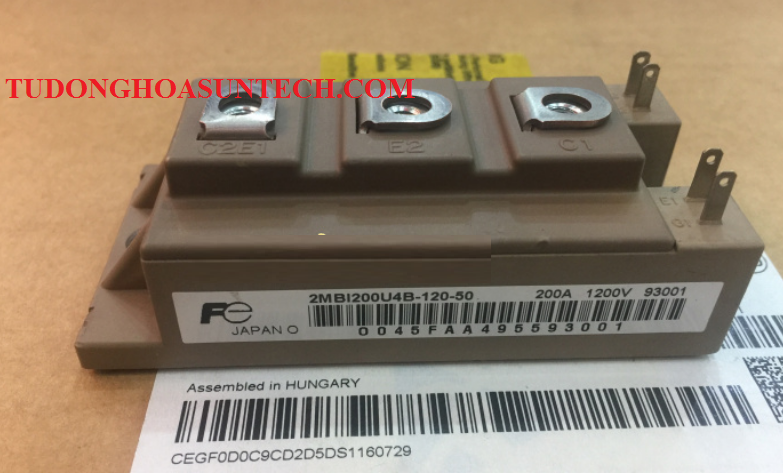 TUDONGHOASUNTECH.COM
C2E1
E2
C1
E1
G1
Fe
JAPAN O
2MBI200U4B-120-50
200A 1200V 93001
0045FAA495593001
Assembled in HUNGARY
CEGF0D0C9CD2D5DS1160729